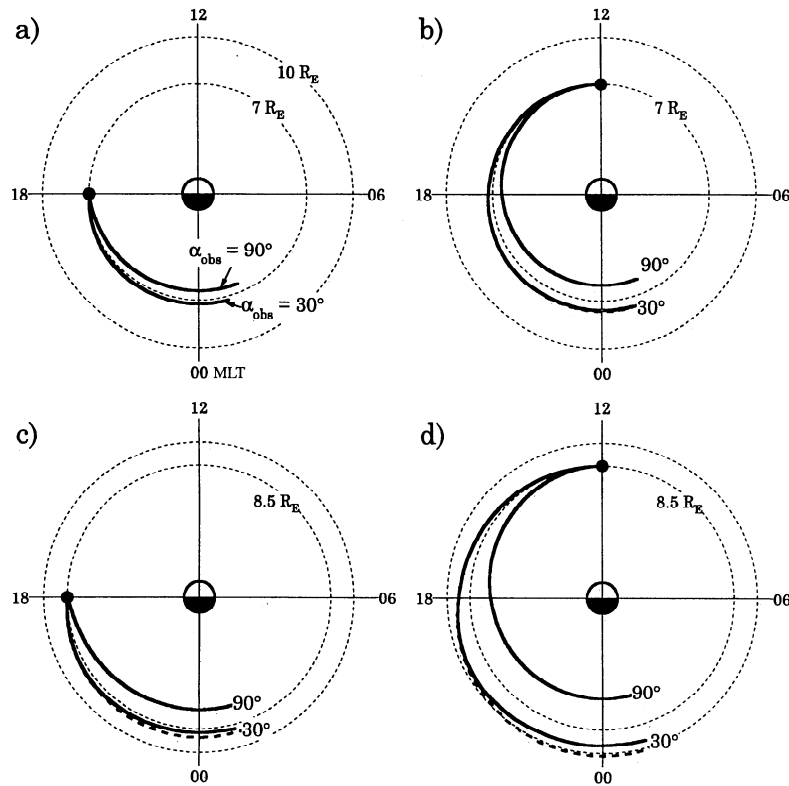 a)
12
10 R_E
7 R_E
18
06
α_obs = 90°
α_obs = 30°
00 MLT
b)
12
7 R_E
18
06
90°
30°
00
c)
12
8.5 R_E
18
06
90°
30°
00
d)
12
8.5 R_E
18
06
90°
30°
00